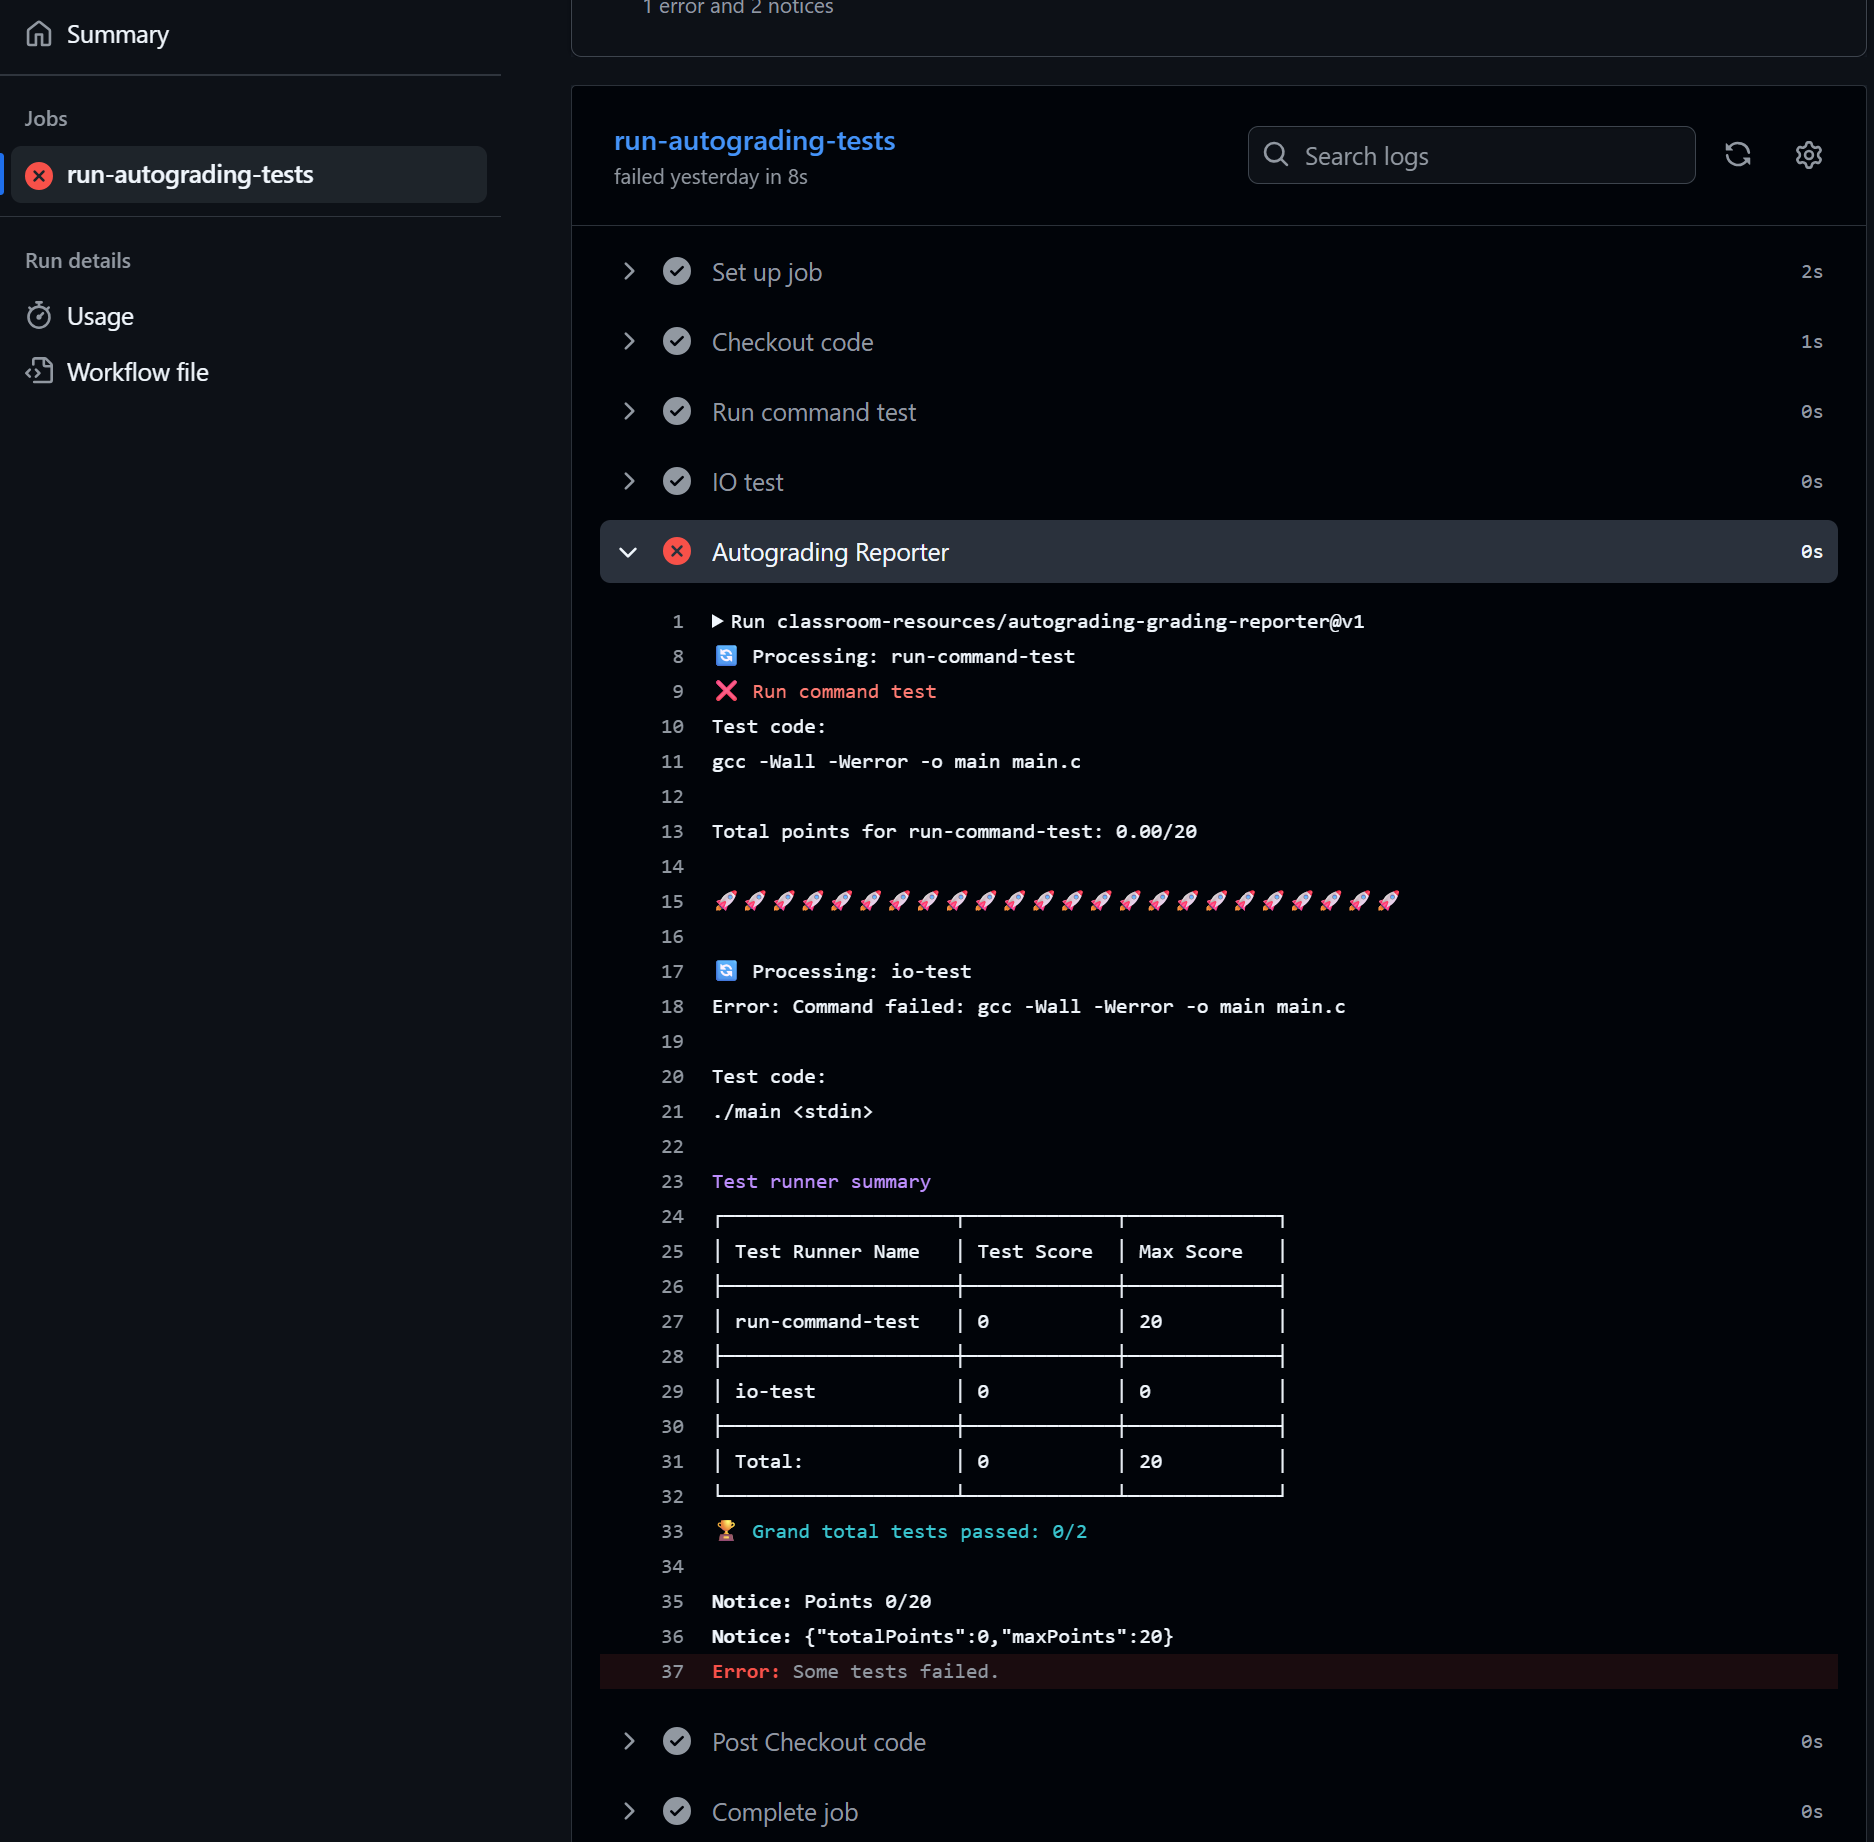 Summary
Jobs
run-autograding-tests
Run details
Usage
Workflow file
1 error and 2 notices
run-autograding-tests
failed yesterday in 8s
Search logs
Set up job 2s
Checkout code 1s
Run command test 0s
IO test 0s
Autograding Reporter 0s
1 Run classroom-resources/autograding-grading-reporter@v1
8 🔄 Processing: run-command-test
9 ❌ Run command test
10 Test code:
11 gcc -Wall -Werror -o main main.c
12
13 Total points for run-command-test: 0.00/20
14
15 🚀🚀🚀🚀🚀🚀🚀🚀🚀🚀🚀🚀🚀🚀🚀🚀🚀🚀🚀🚀🚀🚀🚀🚀
16
17 🔄 Processing: io-test
18 Error: Command failed: gcc -Wall -Werror -o main main.c
19
20 Test code:
21 ./main <stdin>
22
23 Test runner summary
24
25 │ Test Runner Name │ Test Score │ Max Score │
26
27 │ run-command-test │ 0 │ 20 │
28
29 │ io-test │ 0 │ 0 │
30
31 │ Total: │ 0 │ 20 │
32
33 🏆 Grand total tests passed: 0/2
34
35 Notice: Points 0/20
36 Notice: {"totalPoints":0,"maxPoints":20}
37 Error: Some tests failed.
Post Checkout code 0s
Complete job 0s